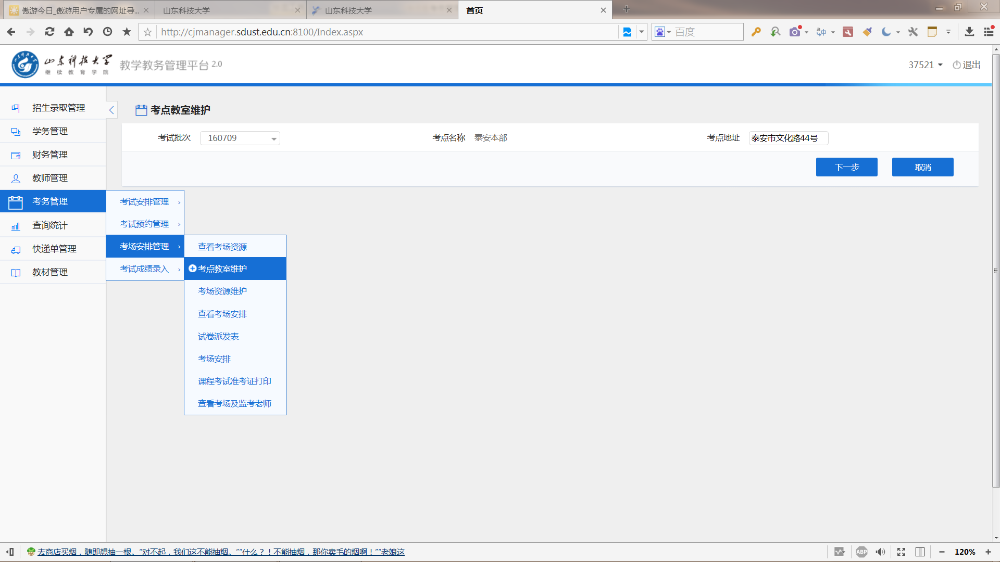 傲游今日_傲游用户专属的网址导...
山东科技大学
山东科技大学
首页
http://cjmanager.sdust.edu.cn:8100/Index.aspx
百度
山东科技大学
继续教育学院
教学教务管理平台 2.0
37521
退出
招生录取管理
学务管理
财务管理
教师管理
考务管理
查询统计
快递单管理
教材管理
考点教室维护
考试批次 160709
考点名称 泰安本部
考点地址 泰安市文化路44号
下一步
取消
考试安排管理
考试预约管理
考场安排管理
考试成绩录入
查看考场资源
考点教室维护
考场资源维护
查看考场安排
试卷派发表
考场安排
课程考试准考证打印
查看考场及监考老师
去商店买烟，随即想抽一根。“对不起，我们这不能抽烟。”“什么？！不能抽烟，那你卖毛的烟啊！”“老娘这
ABP
120%